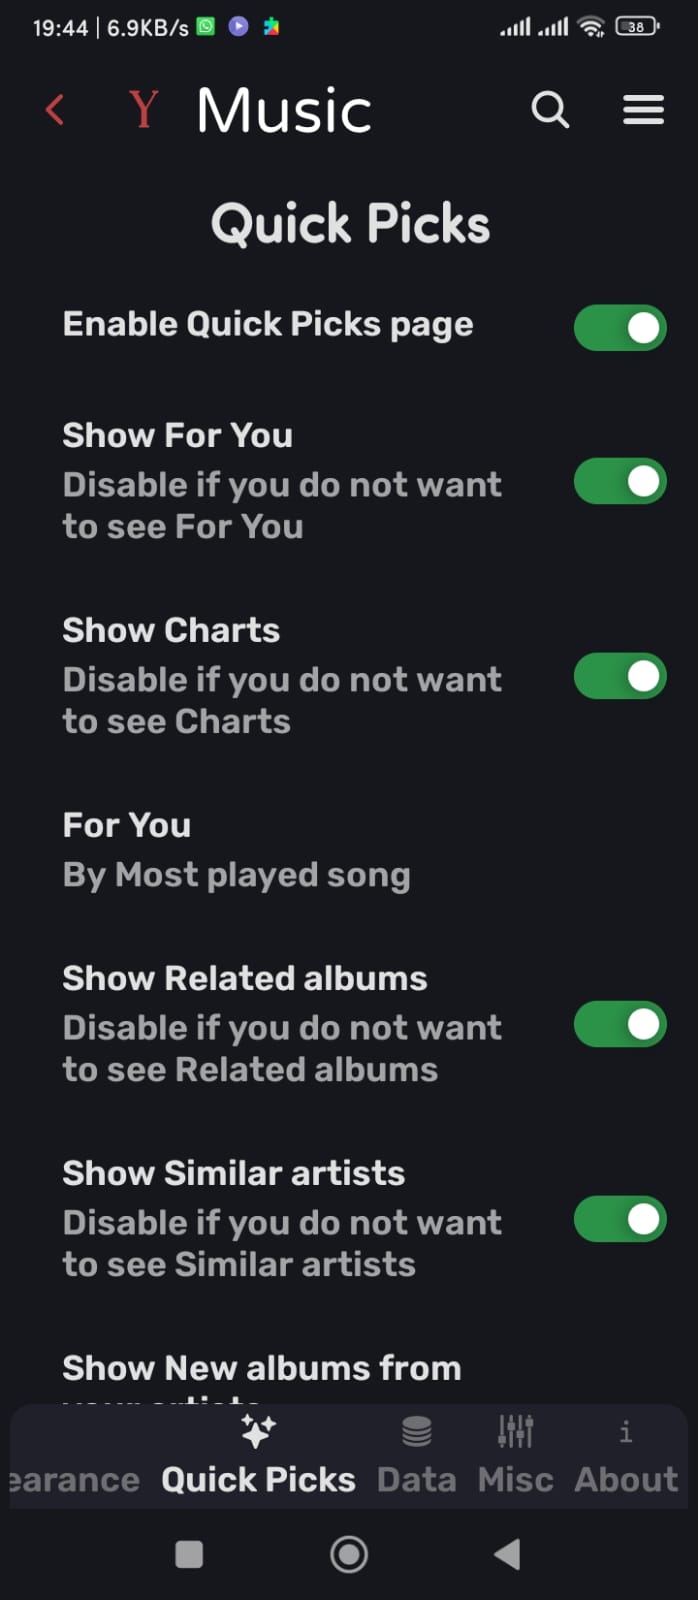 19:44 | 6.9KB/s
38
Y Music
Quick Picks
Enable Quick Picks page
Show For You
Disable if you do not want
to see For You
Show Charts
Disable if you do not want
to see Charts
For You
By Most played song
Show Related albums
Disable if you do not want
to see Related albums
Show Similar artists
Disable if you do not want
to see Similar artists
Show New albums from
your artists
earance Quick Picks Data Misc About